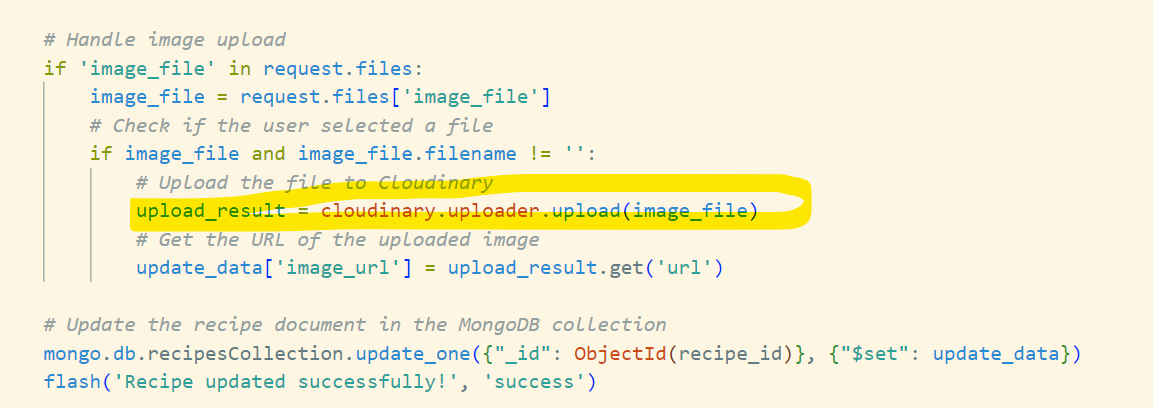 # Handle image upload
if 'image_file' in request.files:
    image_file = request.files['image_file']
    # Check if the user selected a file
    if image_file and image_file.filename != '':
        # Upload the file to Cloudinary
        upload_result = cloudinary.uploader.upload(image_file)
        # Get the URL of the uploaded image
        update_data['image_url'] = upload_result.get('url')
# Update the recipe document in the MongoDB collection
mongo.db.recipesCollection.update_one({"_id": ObjectId(recipe_id)}, {"$set": update_data})
flash('Recipe updated successfully!', 'success')